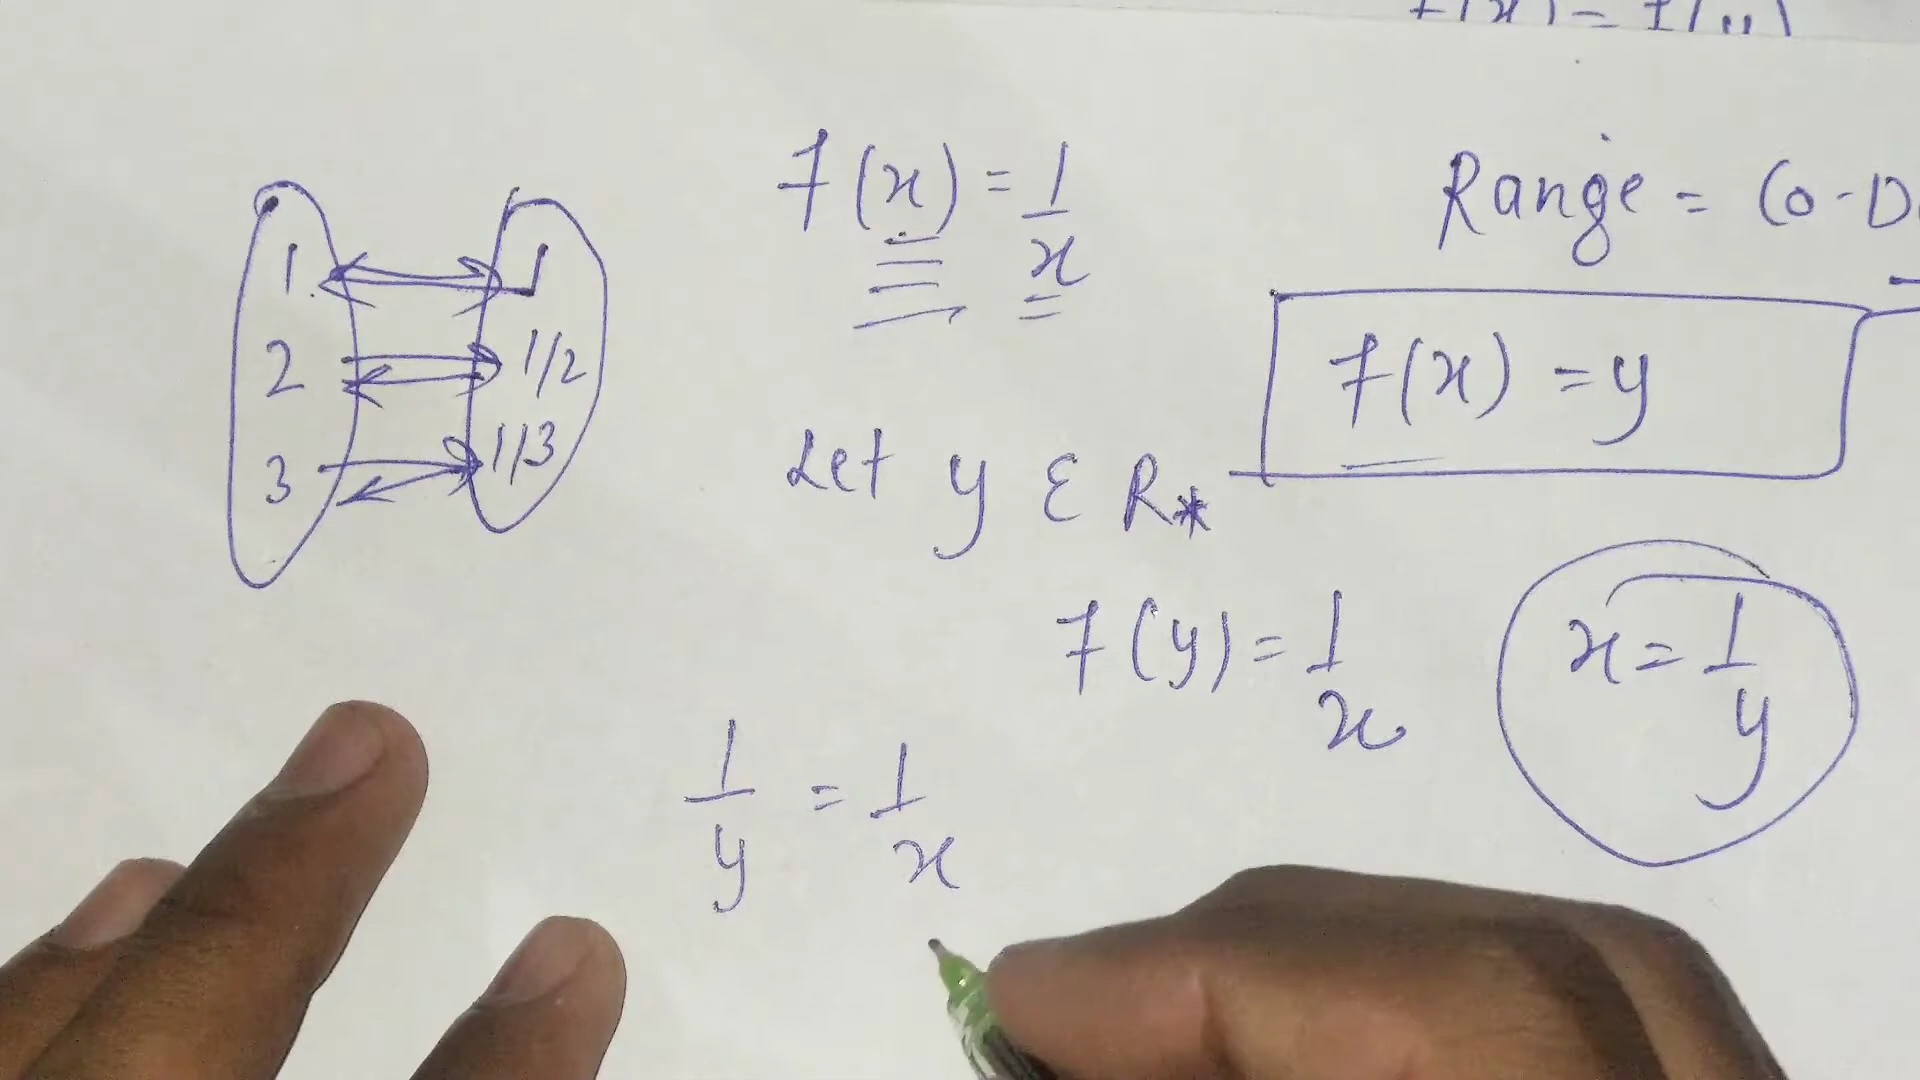 F(x) = 1/x
Range = Co-D
1 1
2 1/2
3 1/3
F(x) = y
Let y ε R*
F(y) = 1/x
x = 1/y
1/y = 1/x